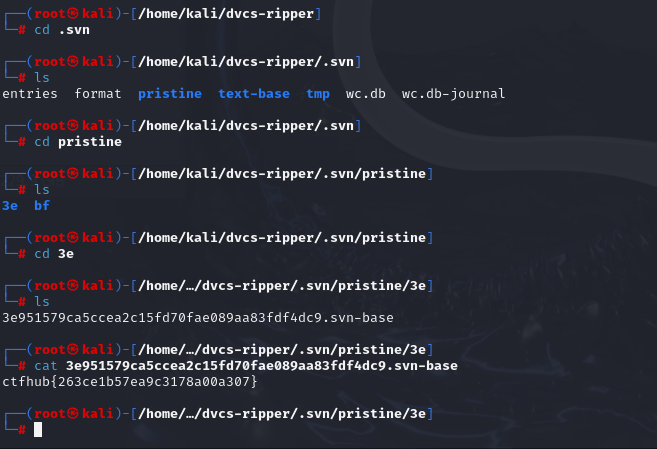 ┌──(root㉿kali)-[/home/kali/dvcs-ripper]
└─# cd .svn
┌──(root㉿kali)-[/home/kali/dvcs-ripper/.svn]
└─# ls
entries  format  pristine  text-base  tmp  wc.db  wc.db-journal
┌──(root㉿kali)-[/home/kali/dvcs-ripper/.svn]
└─# cd pristine
┌──(root㉿kali)-[/home/kali/dvcs-ripper/.svn/pristine]
└─# ls
3e  bf
┌──(root㉿kali)-[/home/kali/dvcs-ripper/.svn/pristine]
└─# cd 3e
┌──(root㉿kali)-[/home/…/dvcs-ripper/.svn/pristine/3e]
└─# ls
3e951579ca5ccea2c15fd70fae089aa83fdf4dc9.svn-base
┌──(root㉿kali)-[/home/…/dvcs-ripper/.svn/pristine/3e]
└─# cat 3e951579ca5ccea2c15fd70fae089aa83fdf4dc9.svn-base
ctfhub{263ce1b57ea9c3178a00a307}
┌──(root㉿kali)-[/home/…/dvcs-ripper/.svn/pristine/3e]
└─#